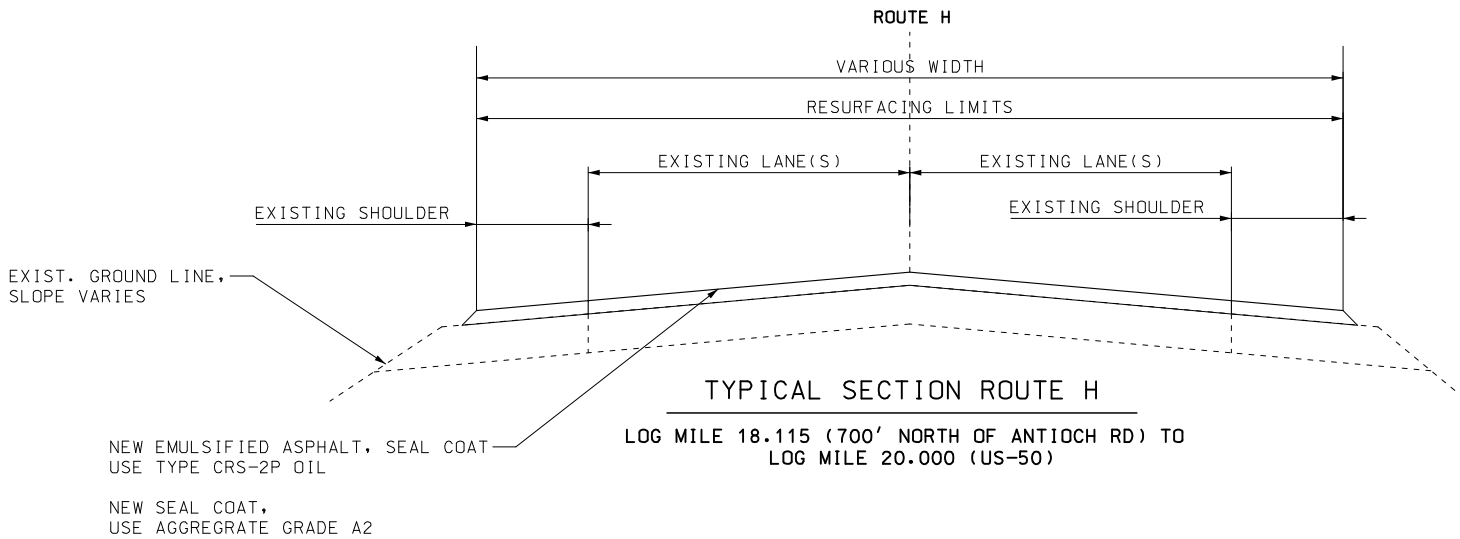 ROUTE H
VARIOUS WIDTH
RESURFACING LIMITS
EXISTING LANE(S)
EXISTING LANE(S)
EXISTING SHOULDER
EXISTING SHOULDER
EXIST. GROUND LINE,
SLOPE VARIES
TYPICAL SECTION ROUTE H
LOG MILE 18.115 (700' NORTH OF ANTIOCH RD) TO
LOG MILE 20.000 (US-50)
NEW EMULSIFIED ASPHALT, SEAL COAT
USE TYPE CRS-2P OIL
NEW SEAL COAT,
USE AGGREGRATE GRADE A2